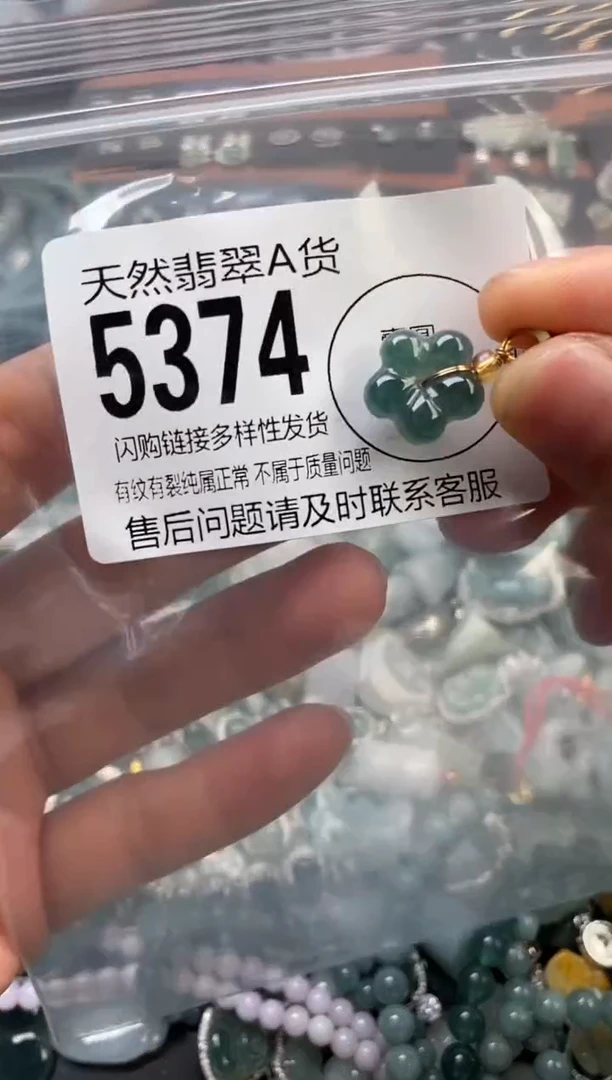 天然翡翠A货
5374
闪购链接多样性发货
有纹有裂纯属正常 不属于质量问题
售后问题请及时联系客服